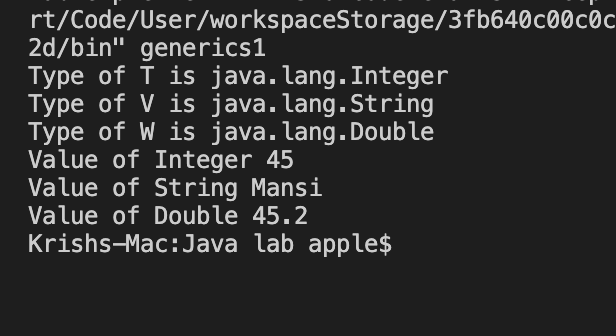 rt/Code/User/workspaceStorage/3fb640c00c0c
2d/bin" generics1
Type of T is java.lang.Integer
Type of V is java.lang.String
Type of W is java.lang.Double
Value of Integer 45
Value of String Mansi
Value of Double 45.2
Krishs-Mac:Java lab apple$